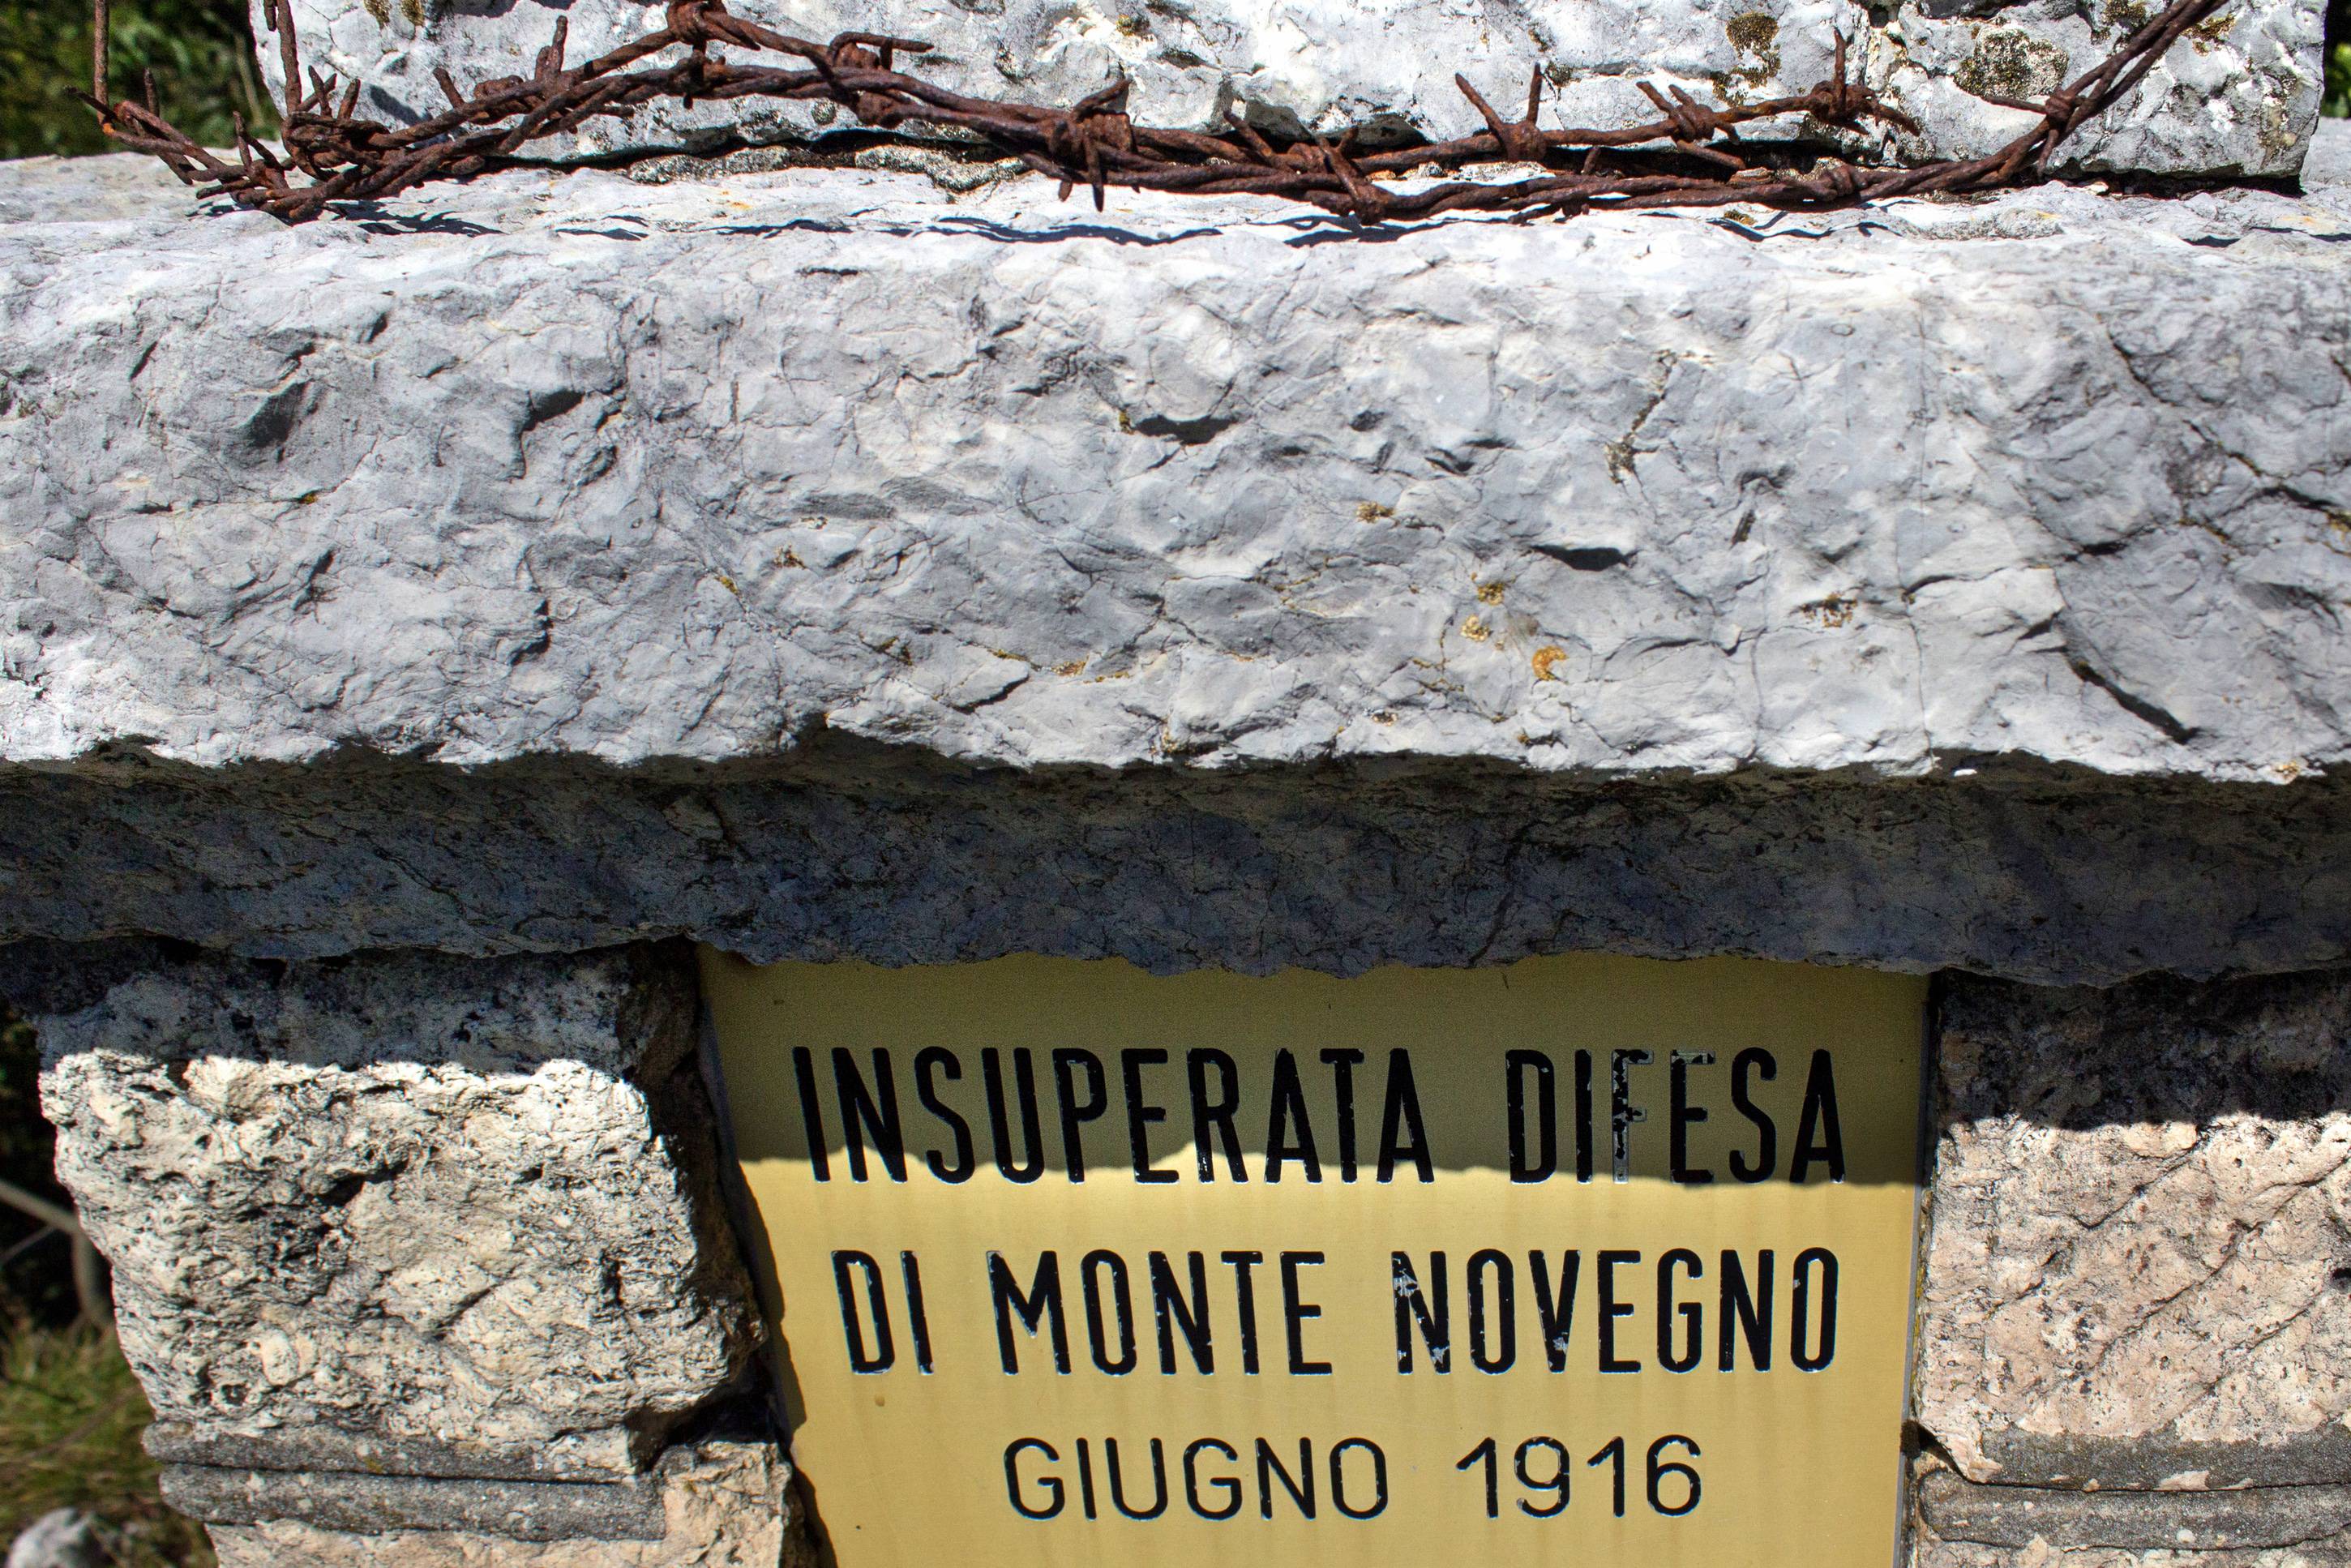 INSUPERATA DIFESA
DI MONTE NOVEGNO
GIUGNO 1916